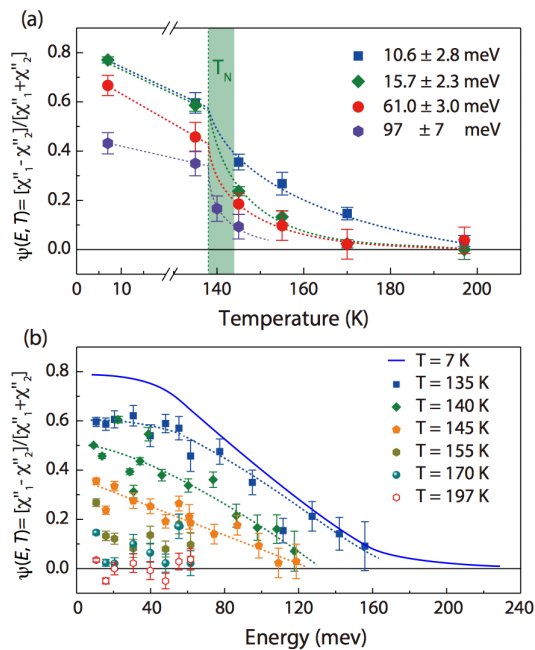 (a)
0.8
0.6
0.4
0.2
0.0
ψ(E, T) = [χ''₁ - χ''₂]/[χ''₁+χ''₂]
T_N
10.6 ± 2.8 meV
15.7 ± 2.3 meV
61.0 ± 3.0 meV
97 ± 7 meV
10 140 160 180 200
Temperature (K)
(b)
0.8
0.6
0.4
0.2
0.0
ψ(E, T) = [χ''₁ - χ''₂]/[χ''₁+χ''₂]
T = 7 K
T = 135 K
T = 140 K
T = 145 K
T = 155 K
T = 170 K
T = 197 K
0 40 80 120 160 200 240
Energy (mev)